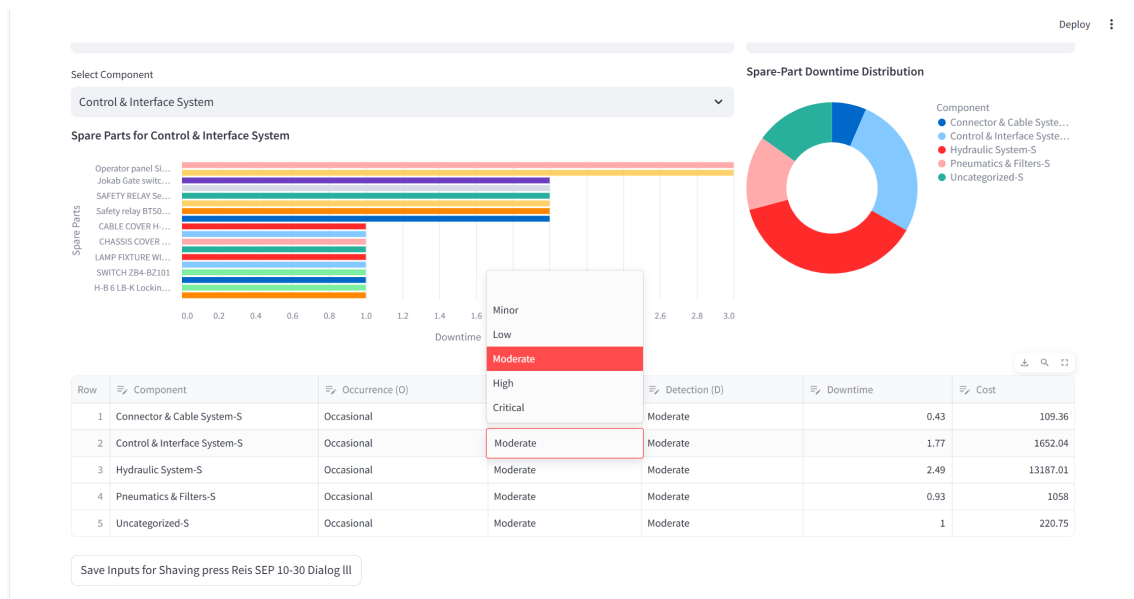 Deploy
Select Component
Control & Interface System
Spare Parts for Control & Interface System
Operator panel Si...
Jokab Gate switc...
SAFETY RELAY Se...
Safety relay BT50...
CABLE COVER H-...
CHASSIS COVER ...
LAMP FIXTURE WI...
SWITCH ZB4-BZ101
H-B 6 LB-K Lockin...
Spare Parts
0.0 0.2 0.4 0.6 0.8 1.0 1.2 1.4 1.6 2.6 2.8 3.0
Downtime
Spare-Part Downtime Distribution
Component
Connector & Cable Syste...
Control & Interface Syste...
Hydraulic System-S
Pneumatics & Filters-S
Uncategorized-S
Minor
Low
Moderate
High
Critical
Row Component Occurrence (O) Detection (D) Downtime Cost
1 Connector & Cable System-S Occasional Moderate 0.43 109.36
2 Control & Interface System-S Occasional Moderate Moderate 1.77 1652.04
3 Hydraulic System-S Occasional Moderate Moderate 2.49 13187.01
4 Pneumatics & Filters-S Occasional Moderate Moderate 0.93 1058
5 Uncategorized-S Occasional Moderate Moderate 1 220.75
Save Inputs for Shaving press Reis SEP 10-30 Dialog lll